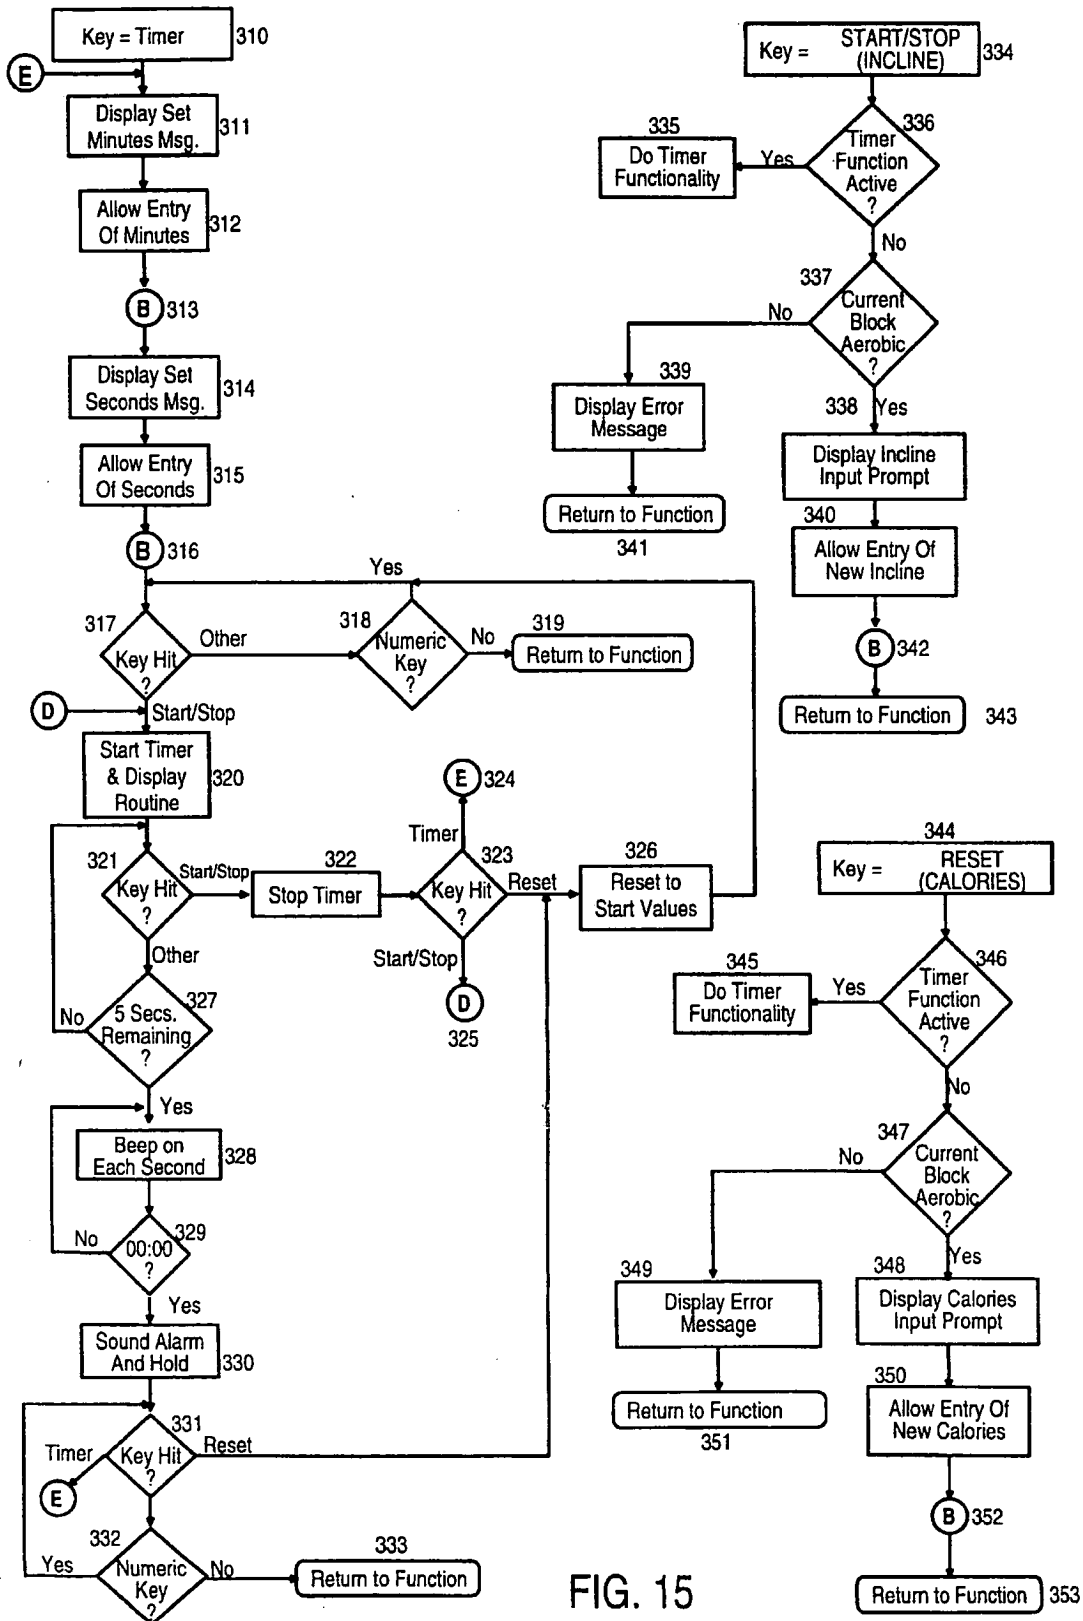 Key = Timer
310
E
Display Set
Minutes Msg.
311
Allow Entry
Of Minutes
312
B
313
Display Set
Seconds Msg.
314
Allow Entry
Of Seconds
315
B
316
Yes
317
Key Hit
?
Other
318
Numeric
Key
?
No
319
Return to Function
D
Start/Stop
Start Timer
& Display
Routine
320
321
Key Hit
?
Start/Stop
322
Stop Timer
E
324
Timer
323
Key Hit
?
Reset
326
Reset to
Start Values
Start/Stop
D
325
Other
327
5 Secs.
Remaining
?
No
Yes
Beep on
Each Second
328
329
00:00
?
No
Yes
Sound Alarm
And Hold
330
331
Key Hit
?
Timer
Reset
E
332
Numeric
Key
?
Yes
No
333
Return to Function
Key =
START/STOP
(INCLINE)
334
335
Do Timer
Functionality
Yes
336
Timer
Function
Active
?
No
337
Current
Block
Aerobic
?
No
339
Display Error
Message
Return to Function
341
338
Yes
Display Incline
Input Prompt
340
Allow Entry Of
New Incline
B
342
Return to Function
343
344
Key =
RESET
(CALORIES)
345
Do Timer
Functionality
Yes
346
Timer
Function
Active
?
No
347
Current
Block
Aerobic
?
No
349
Display Error
Message
Return to Function
351
Yes
348
Display Calories
Input Prompt
350
Allow Entry Of
New Calories
B
352
Return to Function
353
FIG. 15